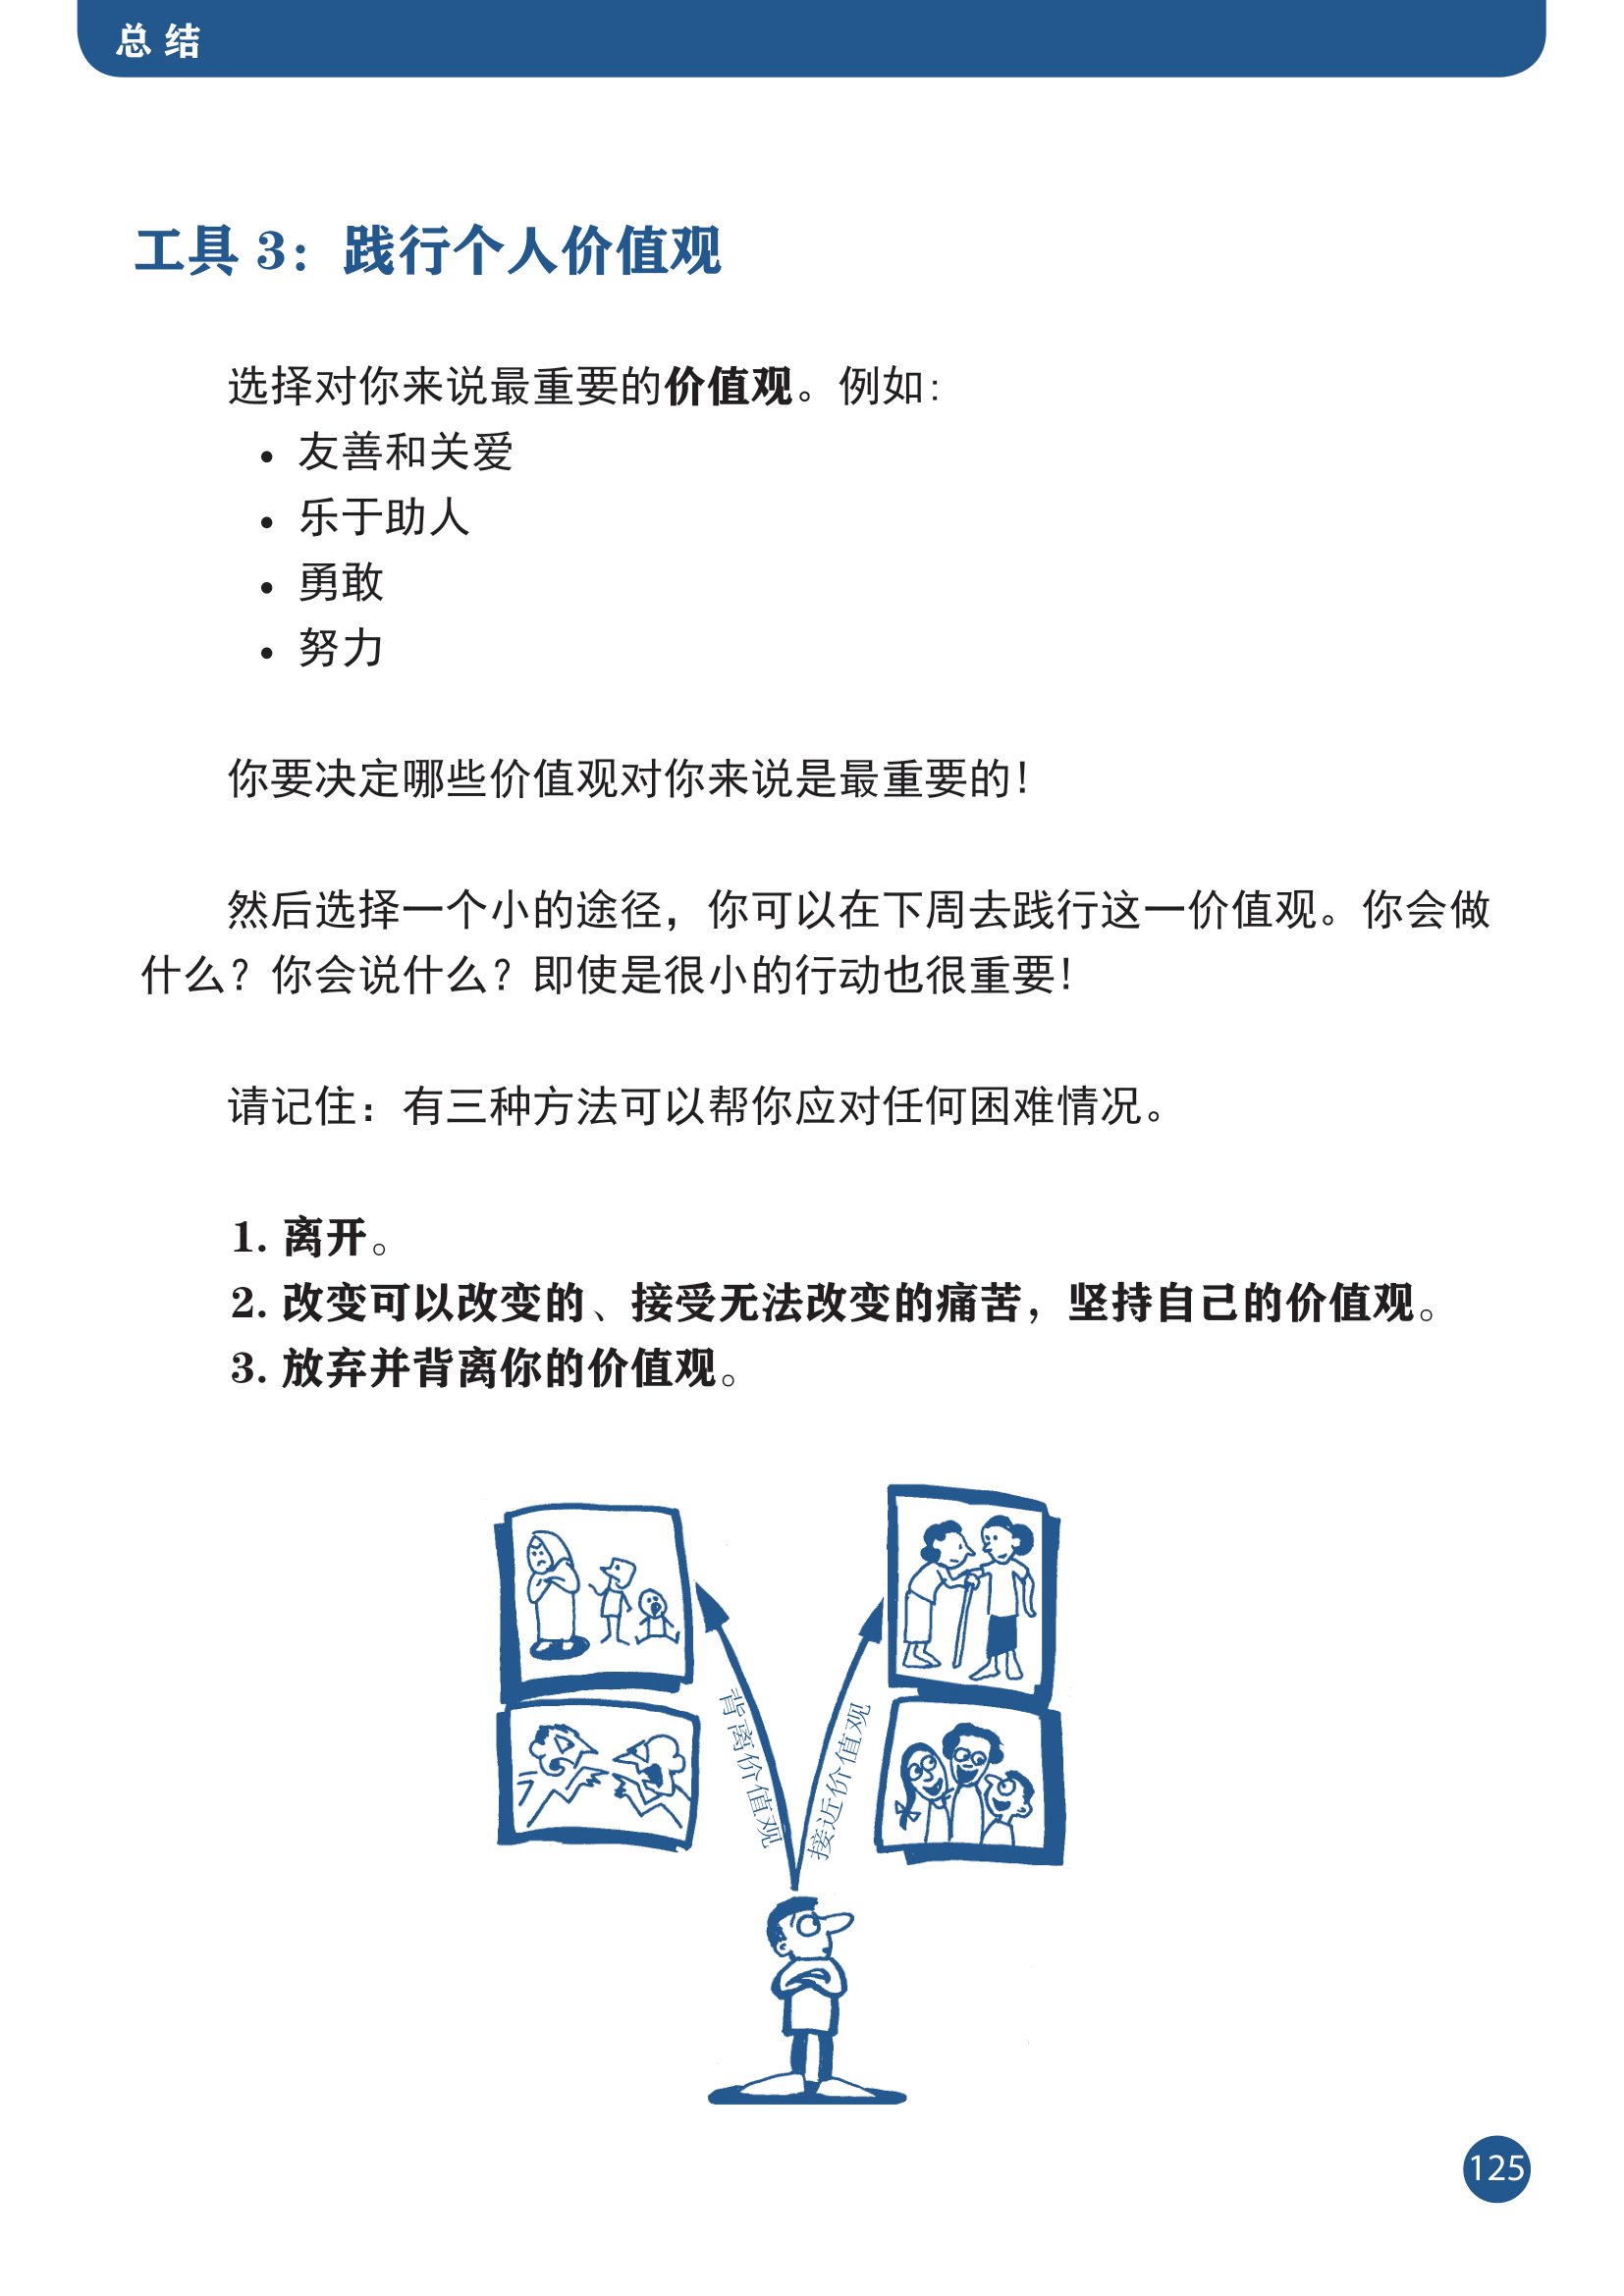 总 结
工具 3：践行个人价值观
选择对你来说最重要的价值观。例如：
• 友善和关爱
• 乐于助人
• 勇敢
• 努力
你要决定哪些价值观对你来说是最重要的！
然后选择一个小的途径，你可以在下周去践行这一价值观。你会做
什么？你会说什么？即使是很小的行动也很重要！
请记住：有三种方法可以帮你应对任何困难情况。
1. 离开。
2. 改变可以改变的、接受无法改变的痛苦，坚持自己的价值观。
3. 放弃并背离你的价值观。
背离价值观
接近价值观
125